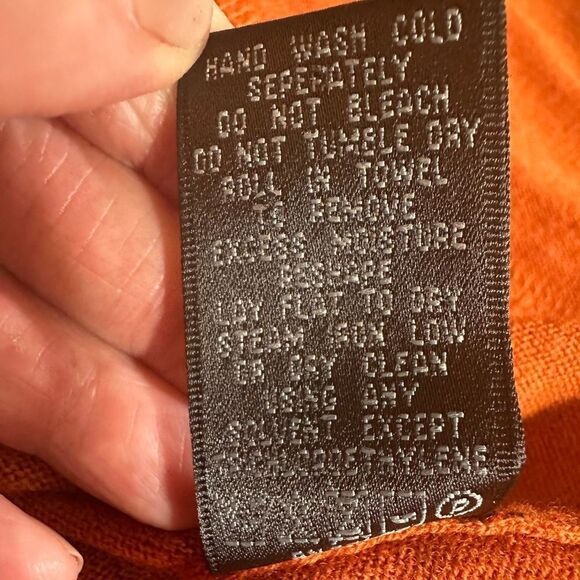 HAND WASH COLD
SEPERATELY
DO NOT BLEACH
DO NOT TUMBLE DRY
ROLL IN TOWEL
TO REMOVE
EXCESS MOISTURE
RESHAPE
LAY FLAT TO DRY
STEAM IRON LOW
OR DRY CLEAN
USING ANY
SOLVENT EXCEPT
TRICHLOROETHYLENE